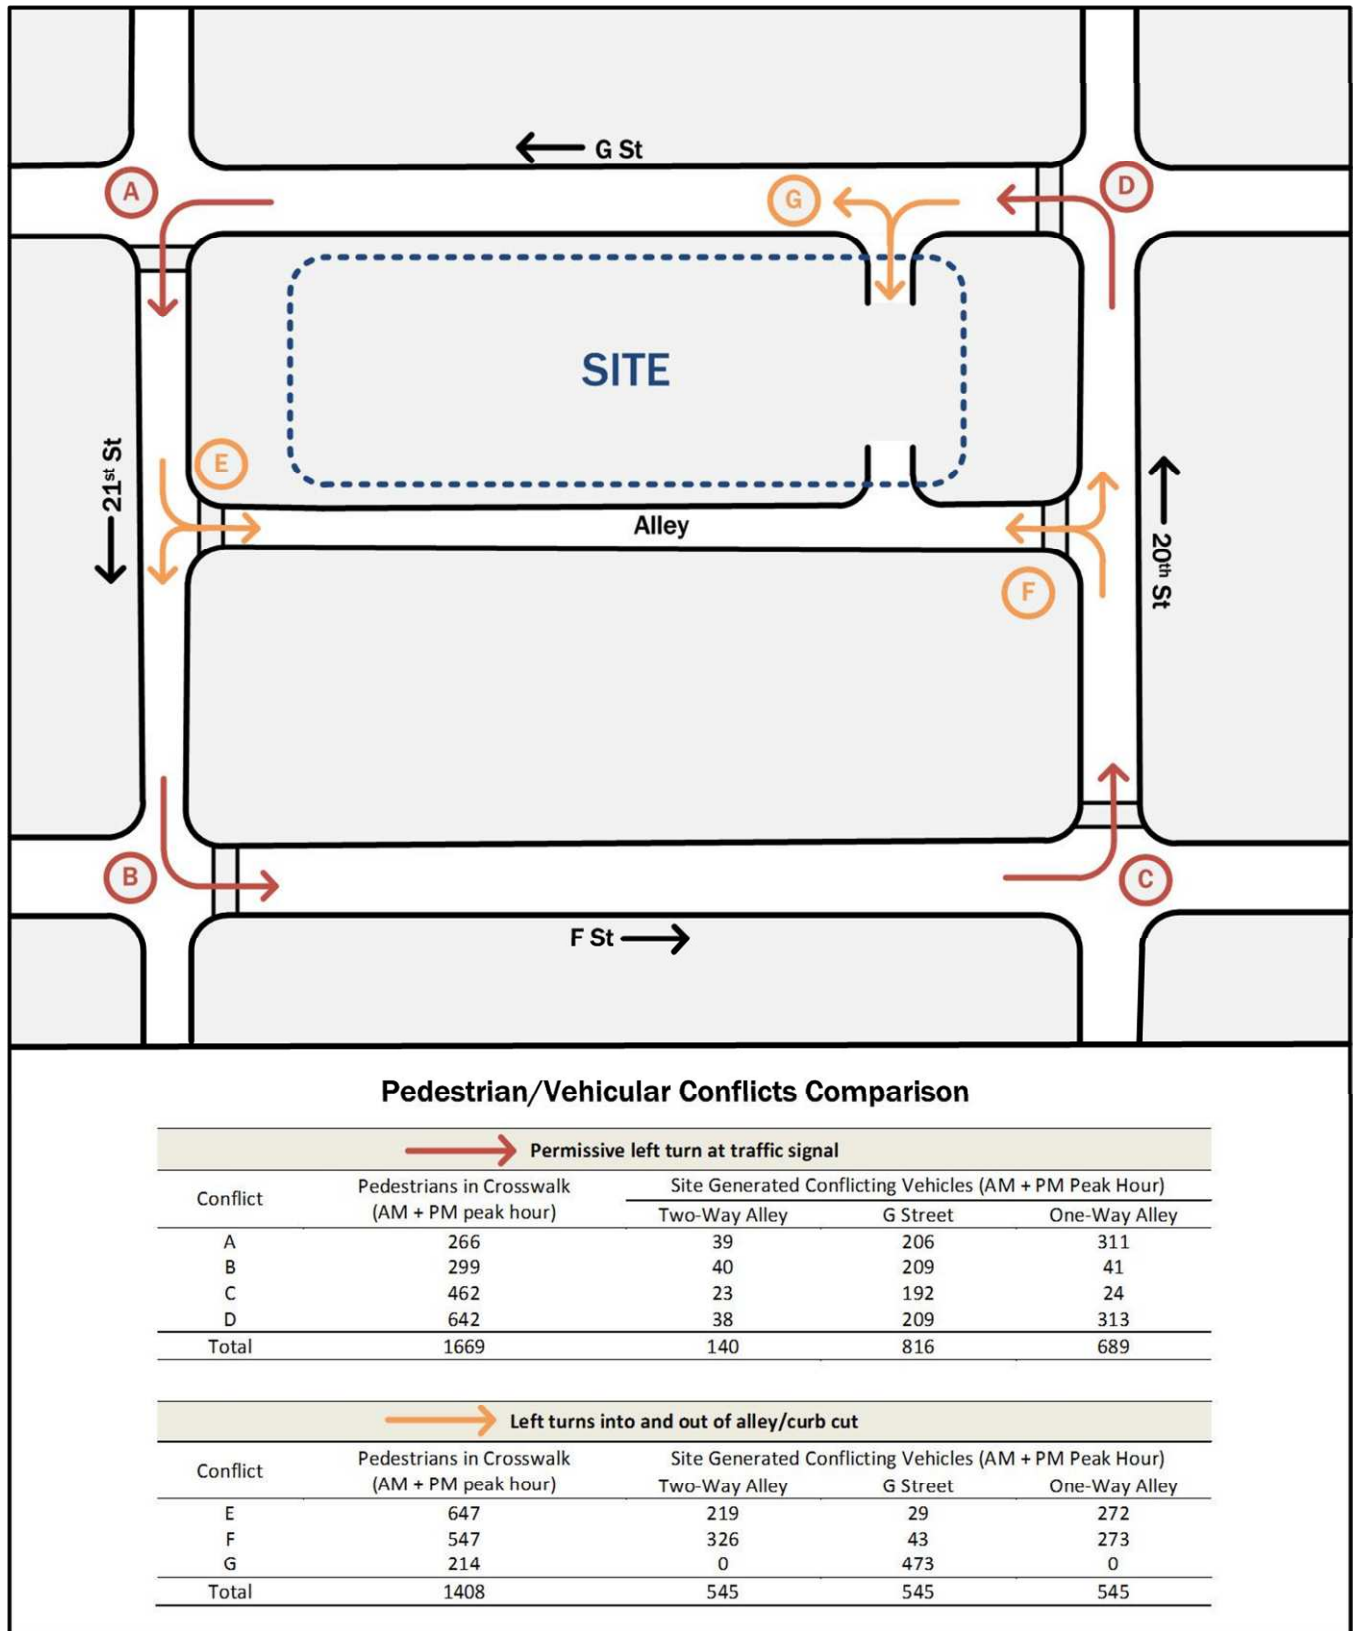 G St
A
D
G
SITE
21st St
E
Alley
20th St
F
B
C
F St
Pedestrian/Vehicular Conflicts Comparison
Permissive left turn at traffic signal
Conflict Pedestrians in Crosswalk (AM + PM peak hour) Site Generated Conflicting Vehicles (AM + PM Peak Hour)
Two-Way Alley G Street One-Way Alley
A 266 39 206 311
B 299 40 209 41
C 462 23 192 24
D 642 38 209 313
Total 1669 140 816 689
Left turns into and out of alley/curb cut
Conflict Pedestrians in Crosswalk (AM + PM peak hour) Site Generated Conflicting Vehicles (AM + PM Peak Hour)
Two-Way Alley G Street One-Way Alley
E 647 219 29 272
F 547 326 43 273
G 214 0 473 0
Total 1408 545 545 545